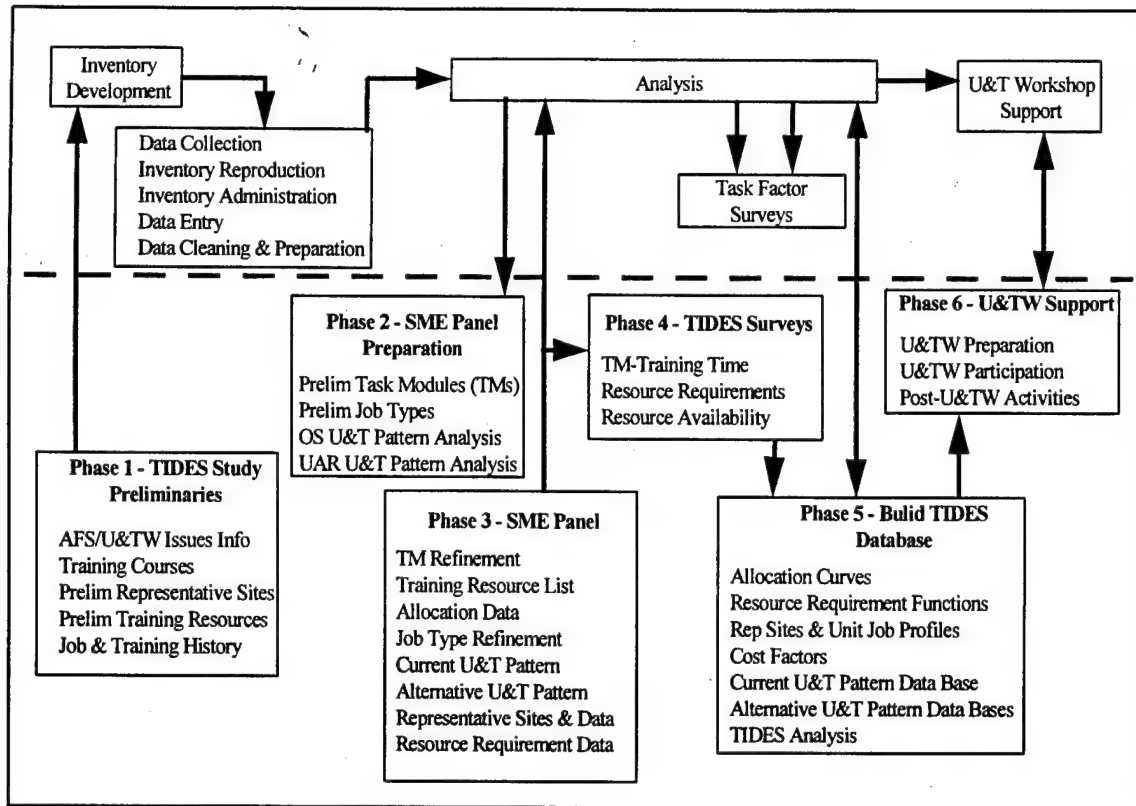 Inventory
Development
Analysis
U&T Workshop
Support
Data Collection
Inventory Reproduction
Inventory Administration
Data Entry
Data Cleaning & Preparation
Task Factor
Surveys
Phase 2 - SME Panel
Preparation
Prelim Task Modules (TMs)
Prelim Job Types
OS U&T Pattern Analysis
UAR U&T Pattern Analysis
Phase 4 - TIDES Surveys
TM-Training Time
Resource Requirements
Resource Availability
Phase 6 - U&TW Support
U&TW Preparation
U&TW Participation
Post-U&TW Activities
Phase 1 - TIDES Study
Preliminaries
AFS/U&TW Issues Info
Training Courses
Prelim Representative Sites
Prelim Training Resources
Job & Training History
Phase 3 - SME Panel
TM Refinement
Training Resource List
Allocation Data
Job Type Refinement
Current U&T Pattern
Alternative U&T Pattern
Representative Sites & Data
Resource Requirement Data
Phase 5 - Bulid TIDES
Database
Allocation Curves
Resource Requirement Functions
Rep Sites & Unit Job Profiles
Cost Factors
Current U&T Pattern Data Base
Alternative U&T Pattern Data Bases
TIDES Analysis